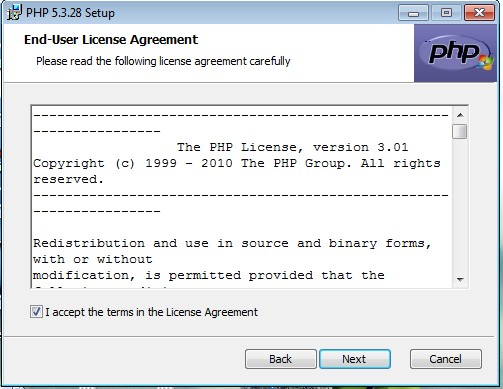 PHP 5.3.28 Setup
End-User License Agreement
Please read the following license agreement carefully
php
-----------------------------------------------------
----------------
The PHP License, version 3.01
Copyright (c) 1999 - 2010 The PHP Group. All rights
reserved.
-----------------------------------------------------
----------------
Redistribution and use in source and binary forms,
with or without
modification, is permitted provided that the
I accept the terms in the License Agreement
Back
Next
Cancel